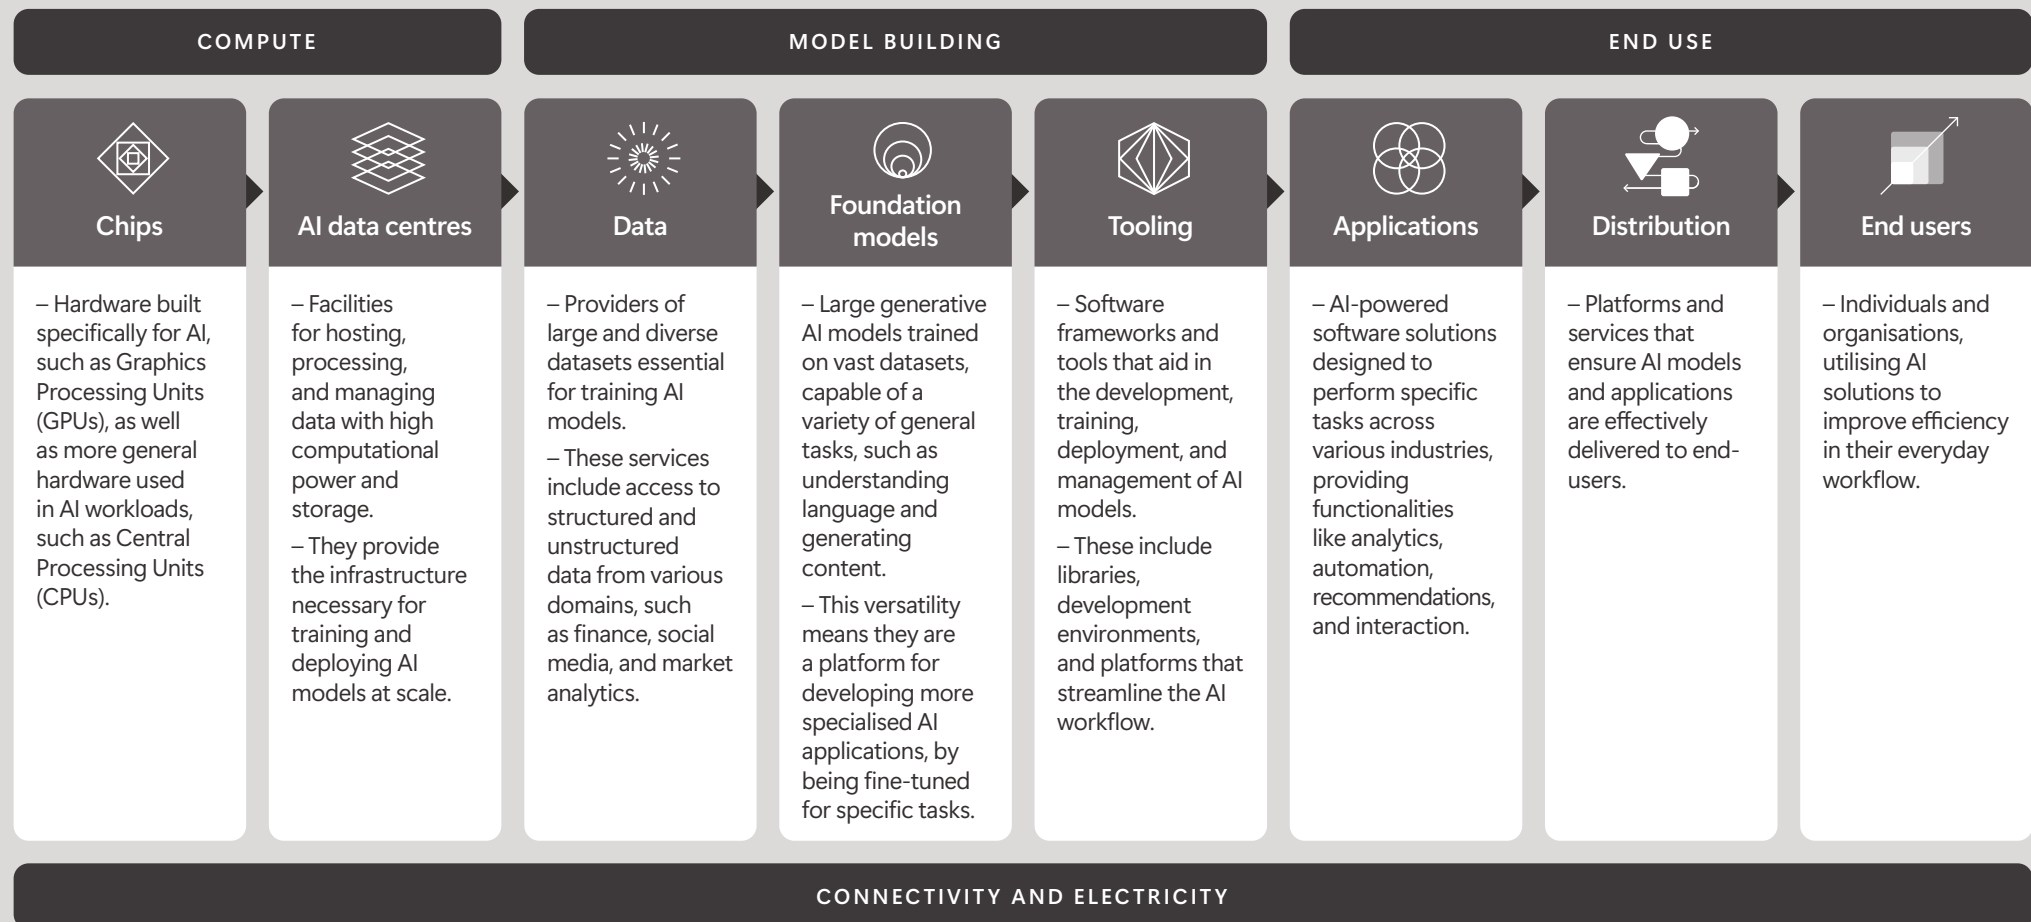 COMPUTE
MODEL BUILDING
END USE
Chips
– Hardware built
specifically for AI,
such as Graphics
Processing Units
(GPUs), as well
as more general
hardware used
in AI workloads,
such as Central
Processing Units
(CPUs).
AI data centres
– Facilities
for hosting,
processing,
and managing
data with high
computational
power and
storage.
– They provide
the infrastructure
necessary for
training and
deploying AI
models at scale.
Data
– Providers of
large and diverse
datasets essential
for training AI
models.
– These services
include access to
structured and
unstructured
data from various
domains, such
as finance, social
media, and market
analytics.
Foundation
models
– Large generative
AI models trained
on vast datasets,
capable of a
variety of general
tasks, such as
understanding
language and
generating
content.
– This versatility
means they are
a platform for
developing more
specialised AI
applications, by
being fine-tuned
for specific tasks.
Tooling
– Software
frameworks and
tools that aid in
the development,
training,
deployment, and
management of AI
models.
– These include
libraries,
development
environments,
and platforms that
streamline the AI
workflow.
Applications
– AI-powered
software solutions
designed to
perform specific
tasks across
various industries,
providing
functionalities
like analytics,
automation,
recommendations,
and interaction.
Distribution
– Platforms and
services that
ensure AI models
and applications
are effectively
delivered to end-
users.
End users
– Individuals and
organisations,
utilising AI
solutions to
improve efficiency
in their everyday
workflow.
CONNECTIVITY AND ELECTRICITY